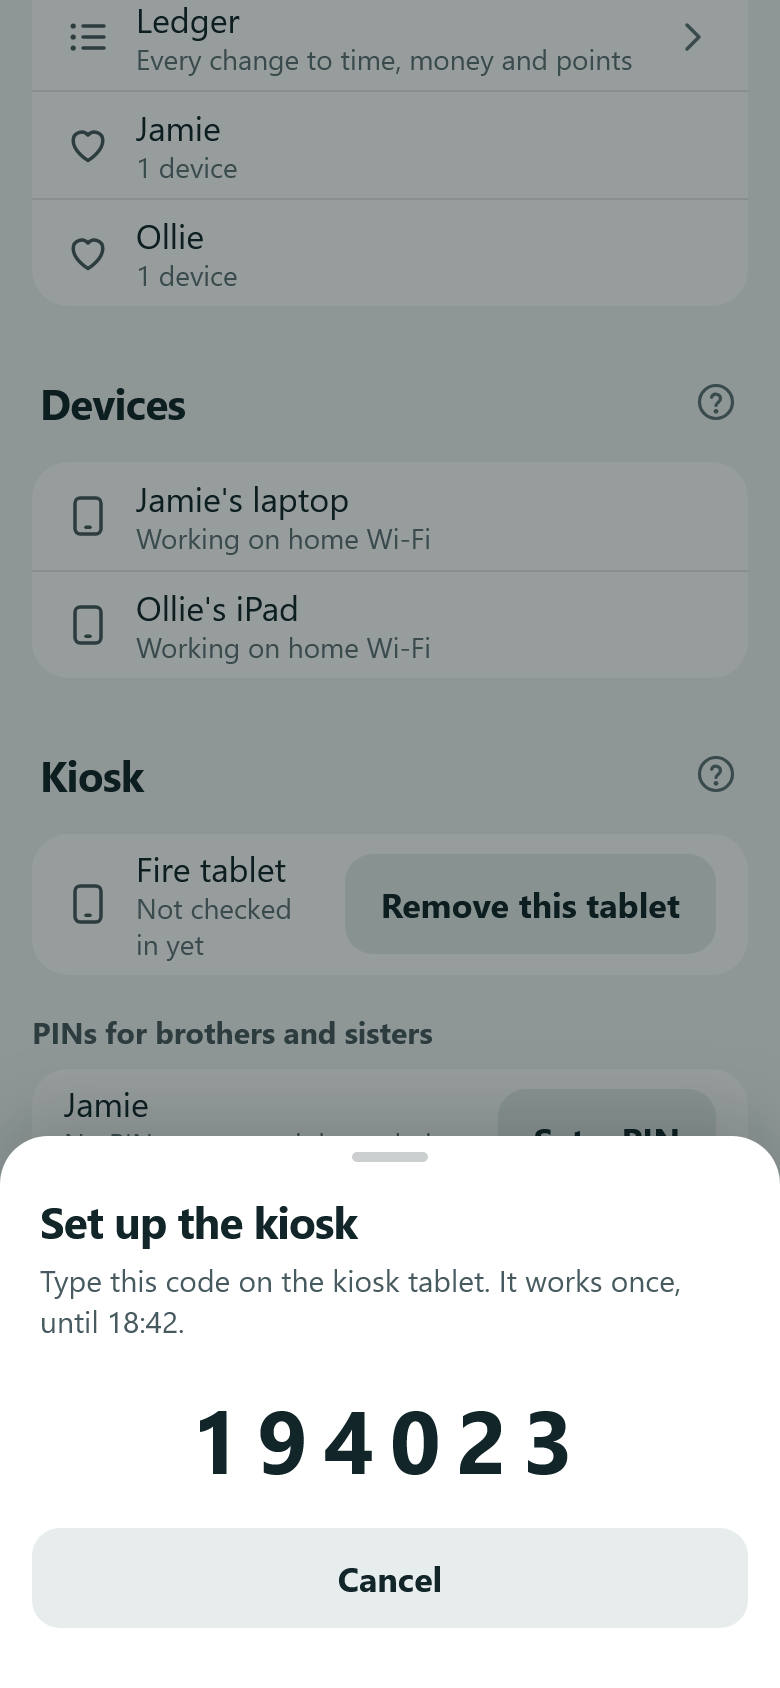 Ledger
Every change to time, money and points
Jamie
1 device
Ollie
1 device
Devices
Jamie's laptop
Working on home Wi-Fi
Ollie's iPad
Working on home Wi-Fi
Kiosk
Fire tablet
Not checked
in yet
Remove this tablet
PINs for brothers and sisters
Jamie
Set up the kiosk
Type this code on the kiosk tablet. It works once,
until 18:42.
194023
Cancel